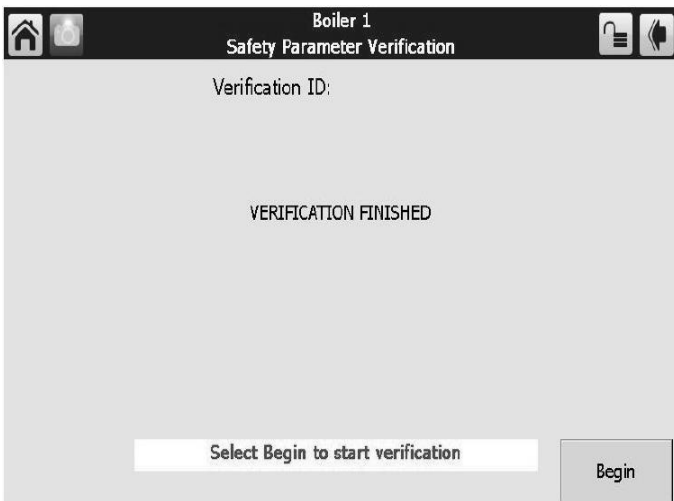 Boiler 1
Safety Parameter Verification
Verification ID:
VERIFICATION FINISHED
Select Begin to start verification
Begin